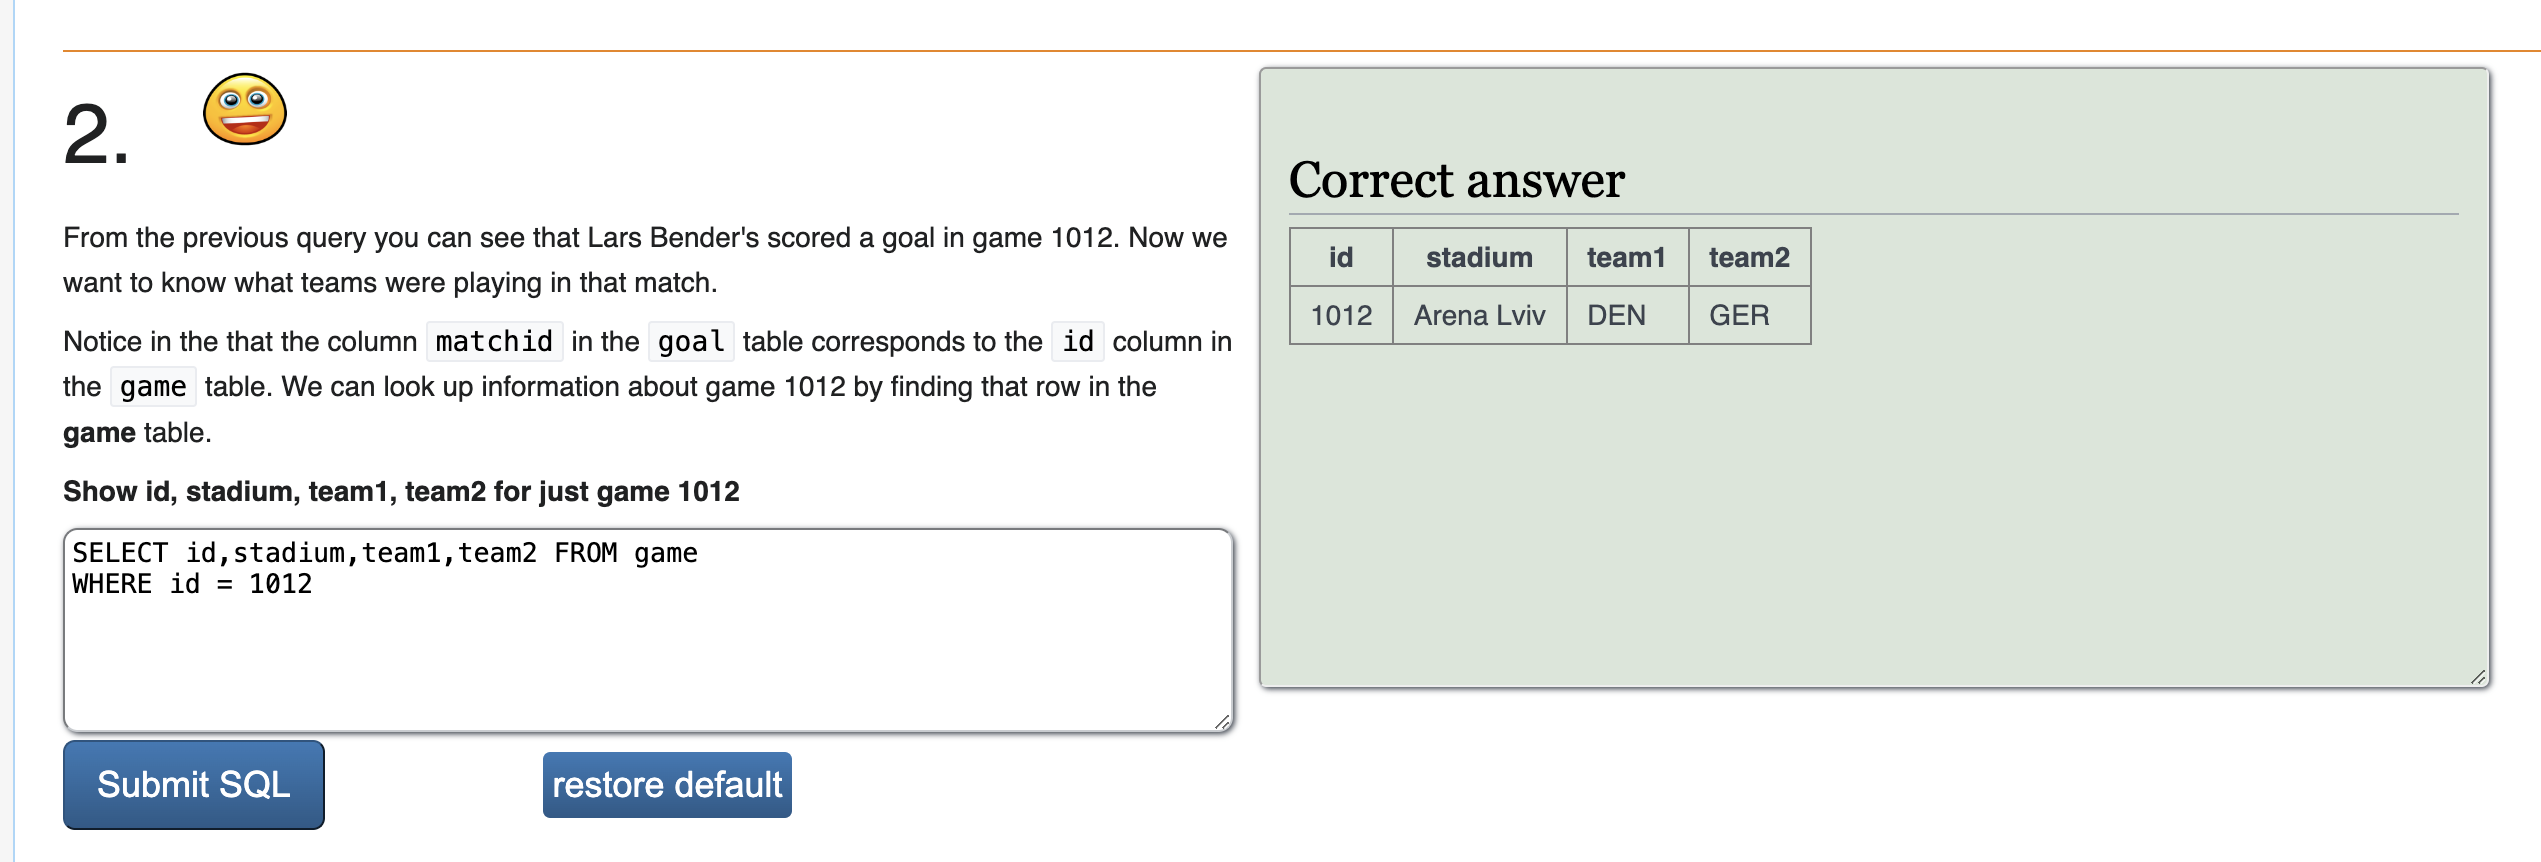 2.
From the previous query you can see that Lars Bender's scored a goal in game 1012. Now we
want to know what teams were playing in that match.
Notice in the that the column matchid in the goal table corresponds to the id column in
the game table. We can look up information about game 1012 by finding that row in the
game table.
Show id, stadium, team1, team2 for just game 1012
SELECT id,stadium,team1,team2 FROM game
WHERE id = 1012
Submit SQL restore default
Correct answer
id stadium team1 team2
1012 Arena Lviv DEN GER